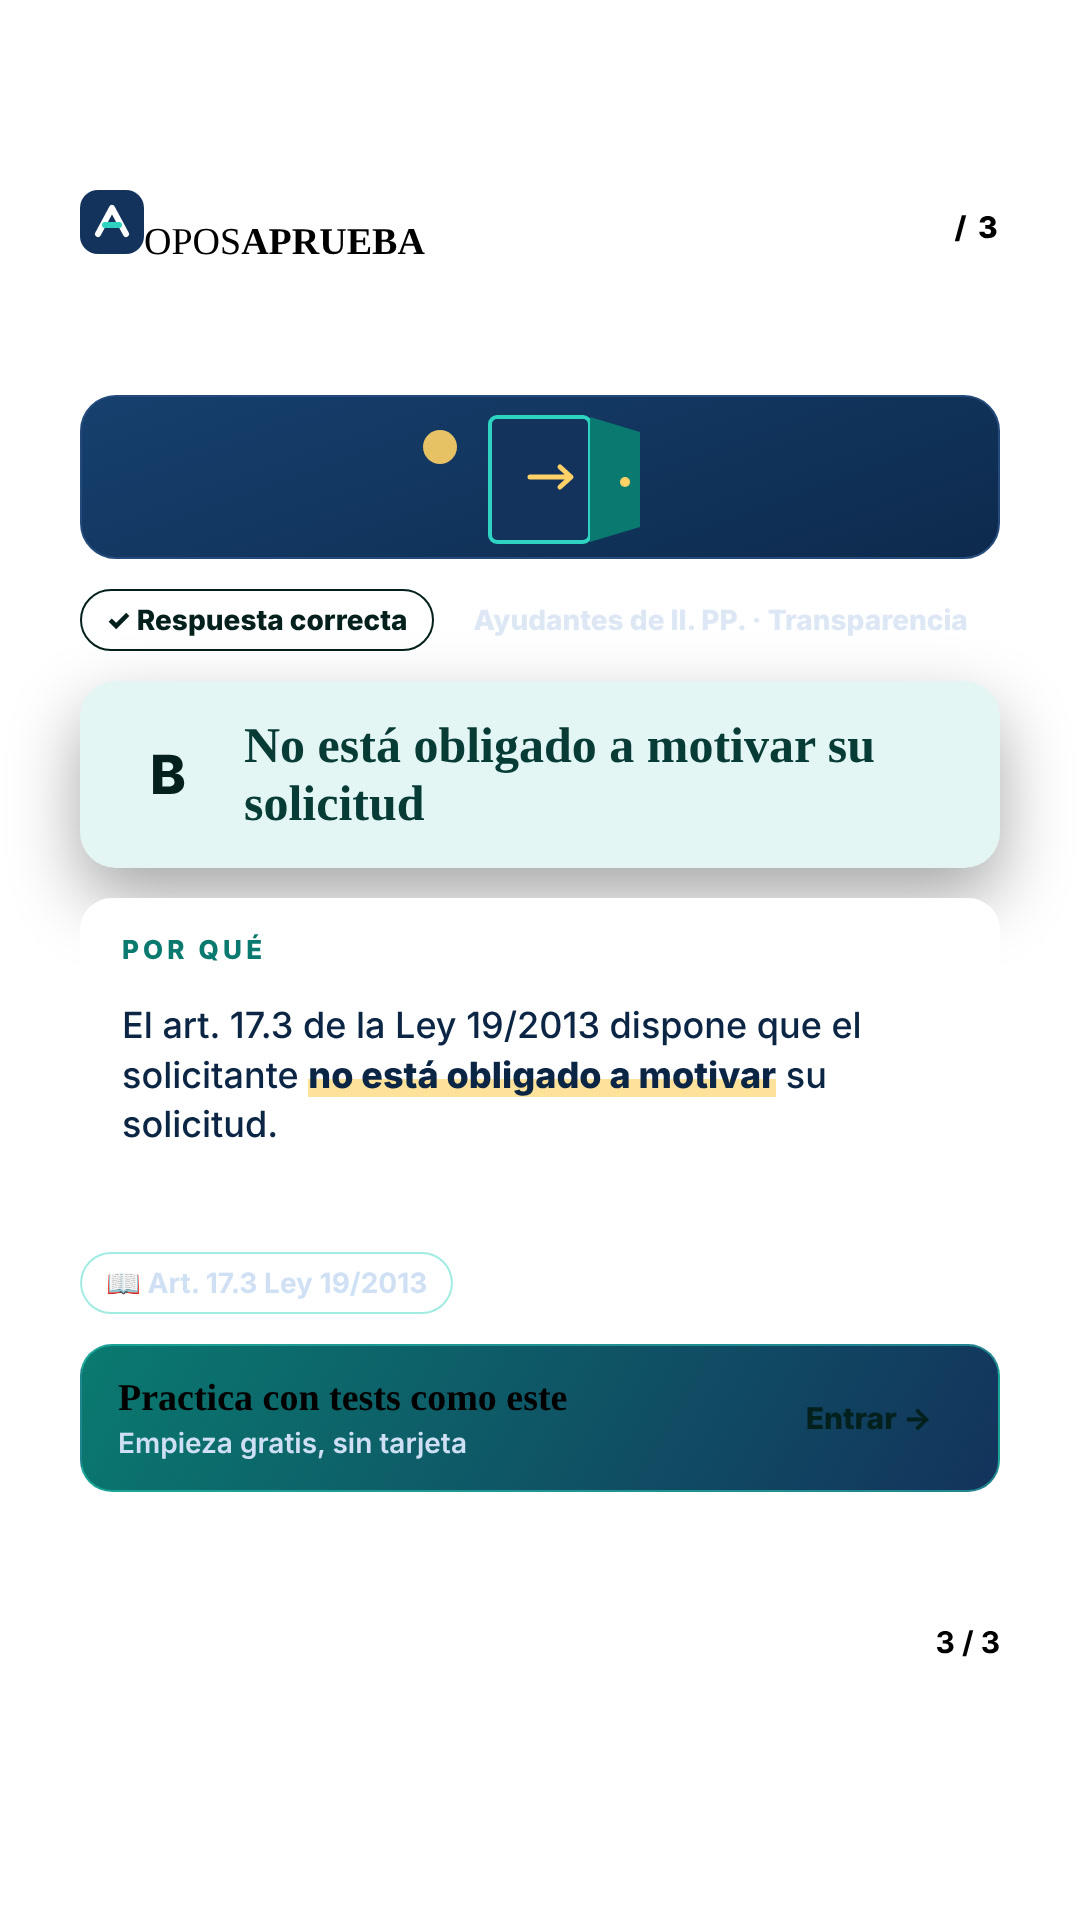 OPOSAPRUEBA
/ 3
✓ Respuesta correcta
Ayudantes de II. PP. · Transparencia
B
No está obligado a motivar su
solicitud
POR QUÉ
El art. 17.3 de la Ley 19/2013 dispone que el
solicitante no está obligado a motivar su
solicitud.
📖 Art. 17.3 Ley 19/2013
Practica con tests como este
Empieza gratis, sin tarjeta
Entrar →
3 / 3